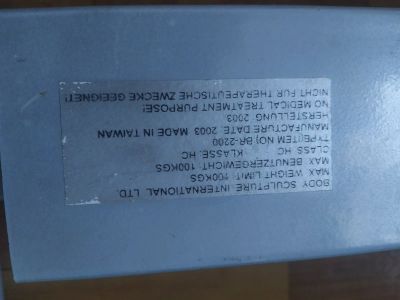 BODY SCULPTURE INTERNATIONAL LTD.
MAX WEIGHT LIMIT: 100KGS
MAX BENUTZERGEWICHT: 100KGS
CLASS: HC KLASSE: HC
TYPE(ITEM NO) BR-2200
MANUFACTURE DATE: 2003 MADE IN TAIWAN
HERSTELLUNG: 2003
NO MEDICAL TREATMENT PURPOSE!
NICHT FUR THERAPEUTISCHE ZWECKE GEEIGNET!